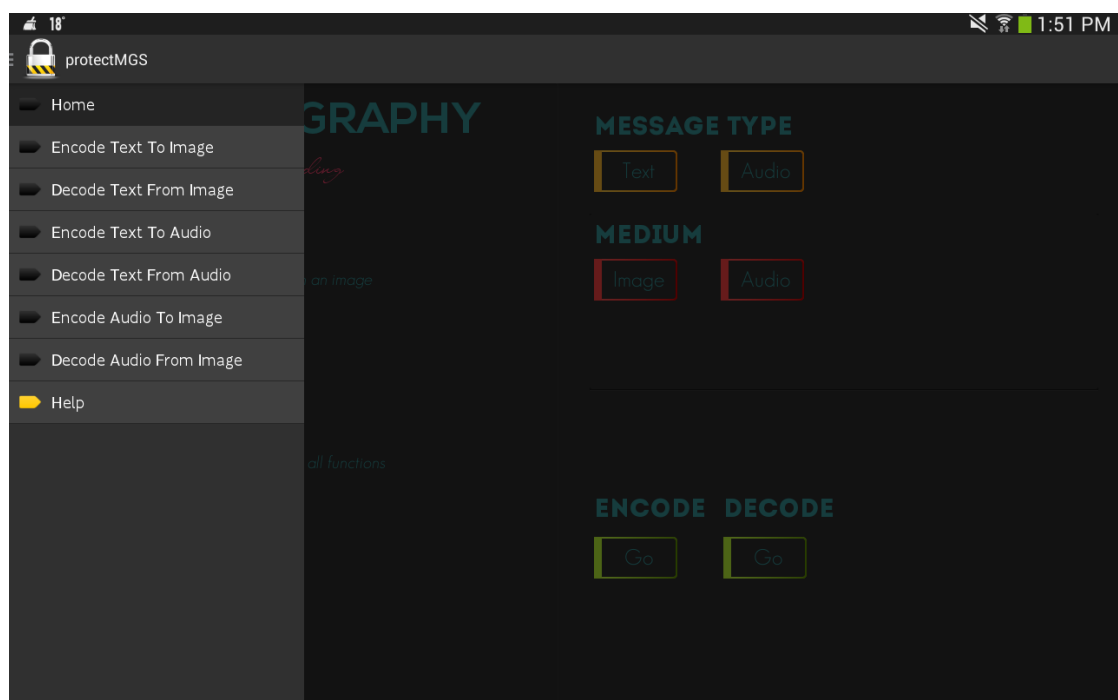 18°
1:51 PM
protectMGS
Home
Encode Text To Image
Decode Text From Image
Encode Text To Audio
Decode Text From Audio
Encode Audio To Image
Decode Audio From Image
Help
GRAPHY
an image
all functions
MESSAGE TYPE
Text Audio
MEDIUM
Image Audio
ENCODE DECODE
Go Go